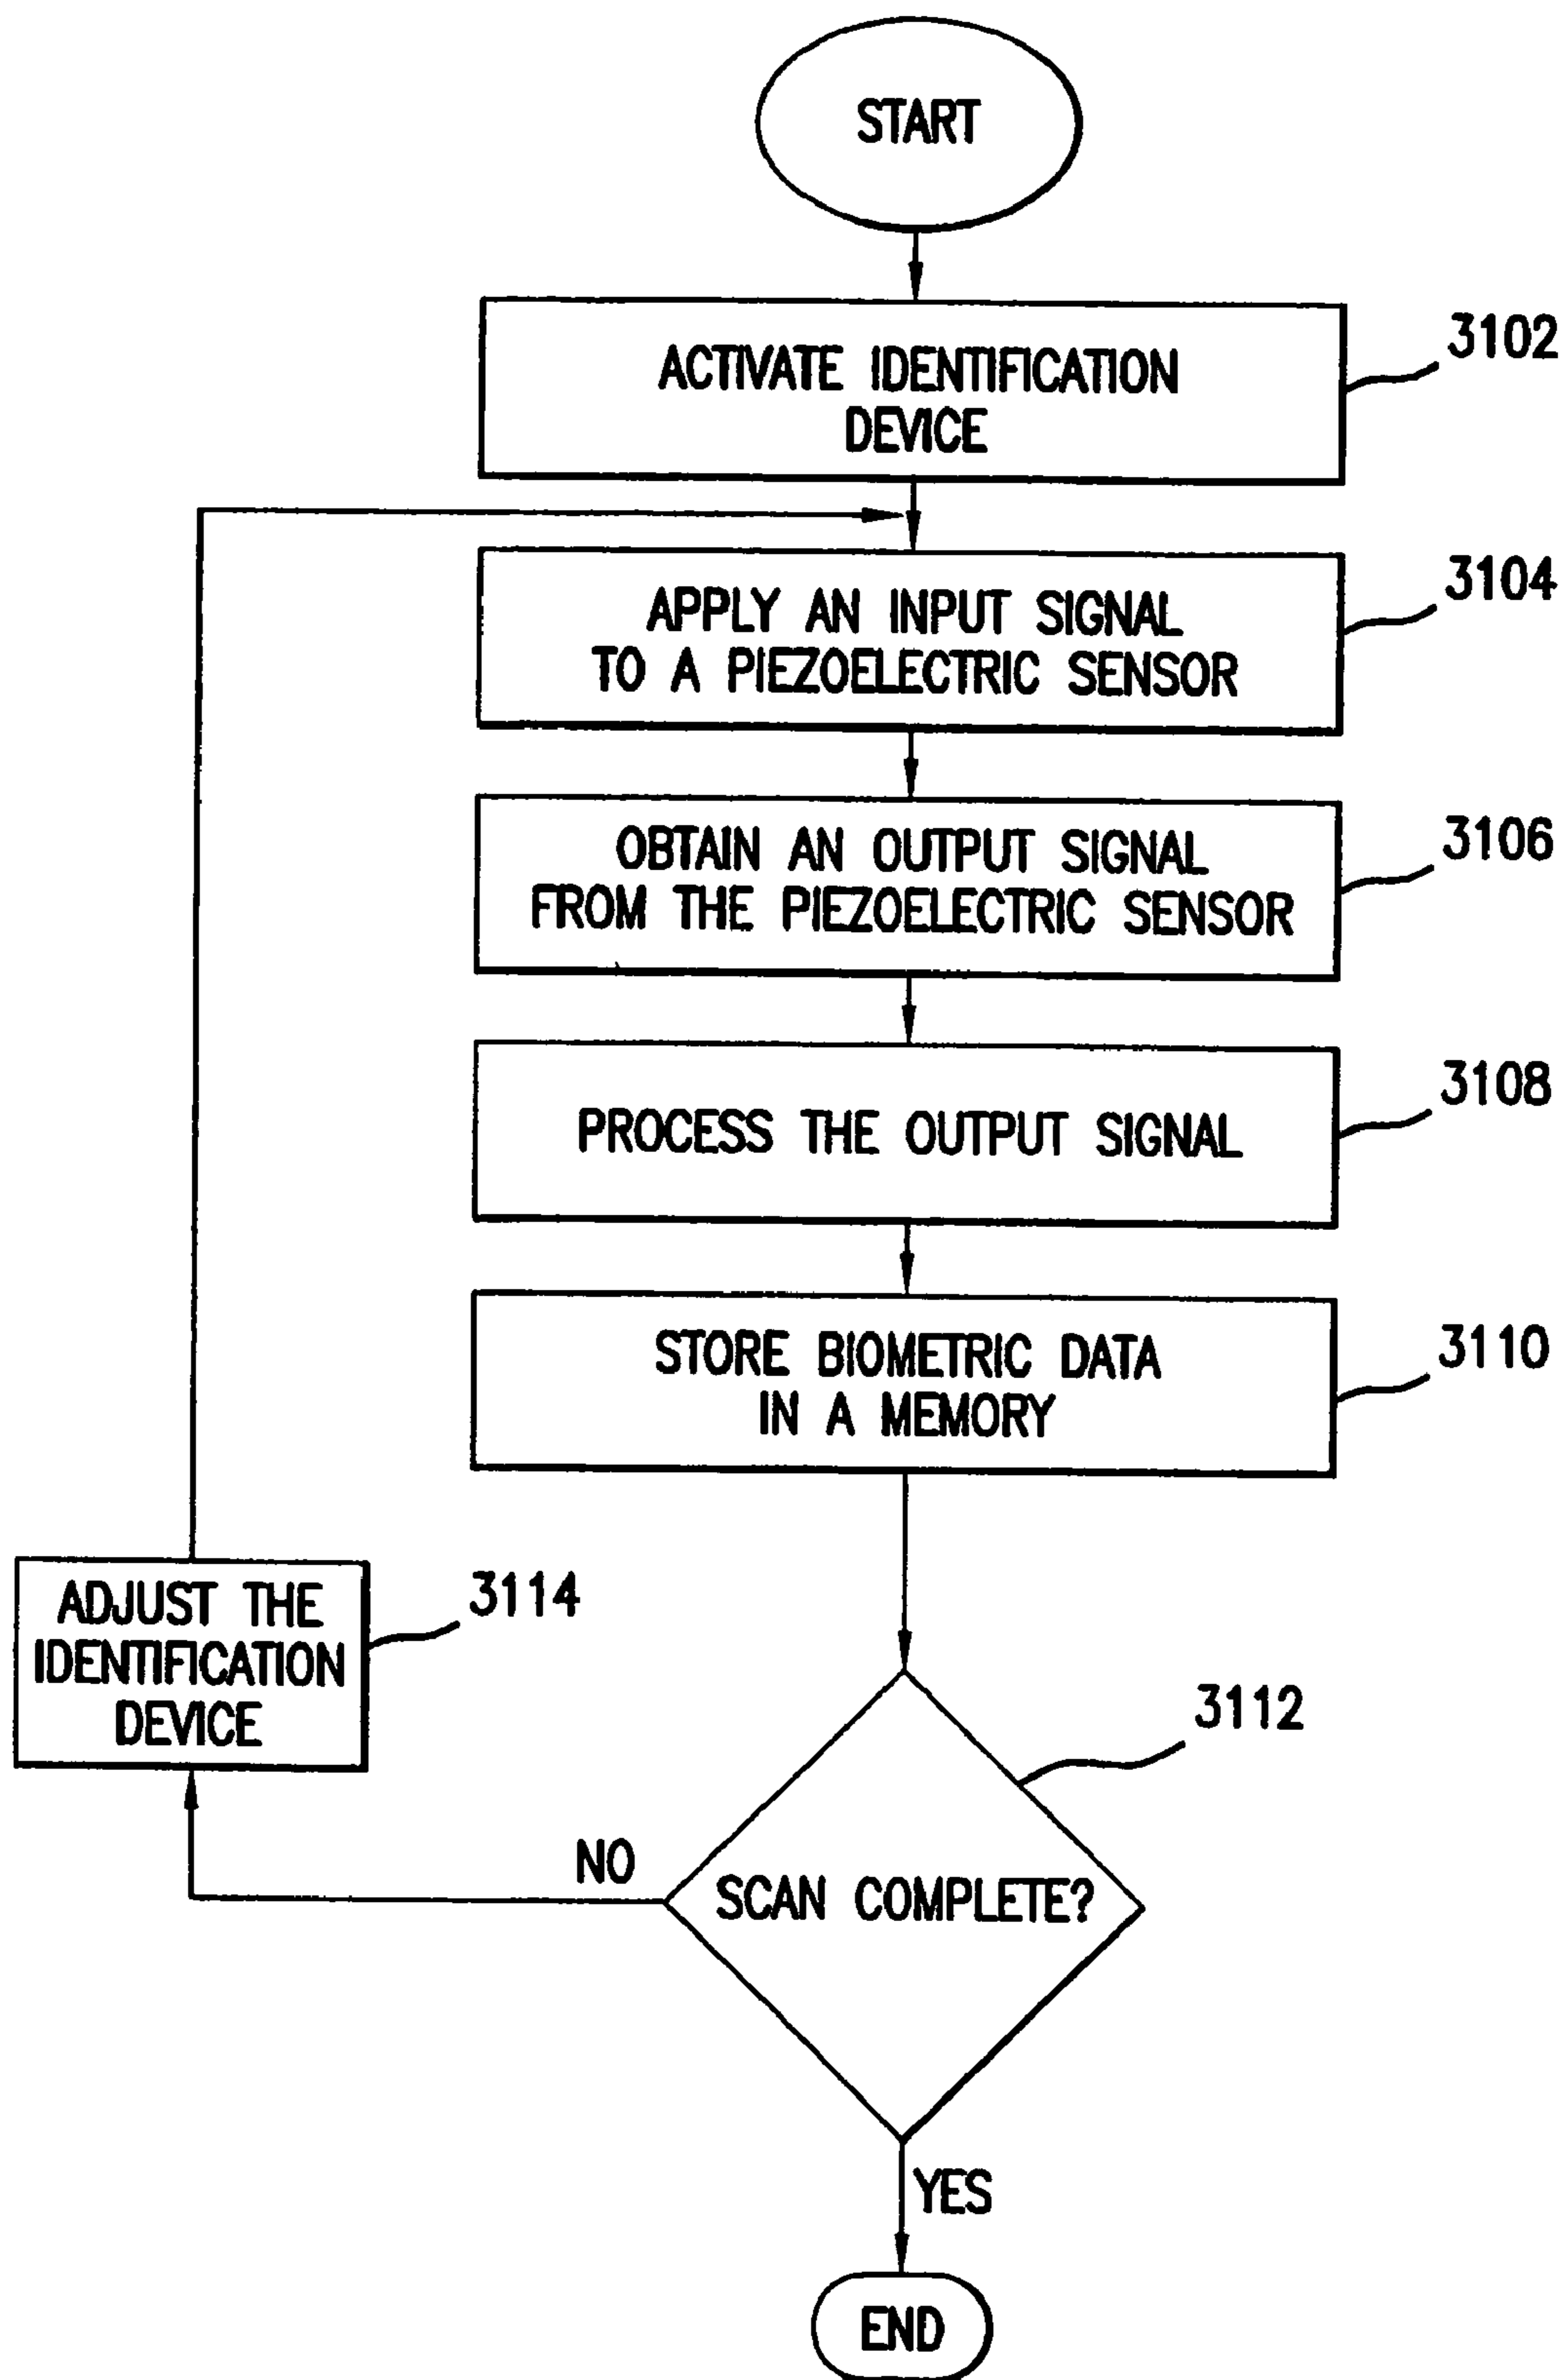 START
ACTIVATE IDENTIFICATION
DEVICE
3102
APPLY AN INPUT SIGNAL
TO A PIEZOELECTRIC SENSOR
3104
OBTAIN AN OUTPUT SIGNAL
FROM THE PIEZOELECTRIC SENSOR
3106
PROCESS THE OUTPUT SIGNAL
3108
STORE BIOMETRIC DATA
IN A MEMORY
3110
ADJUST THE
IDENTIFICATION
DEVICE
3114
3112
NO
SCAN COMPLETE?
YES
END